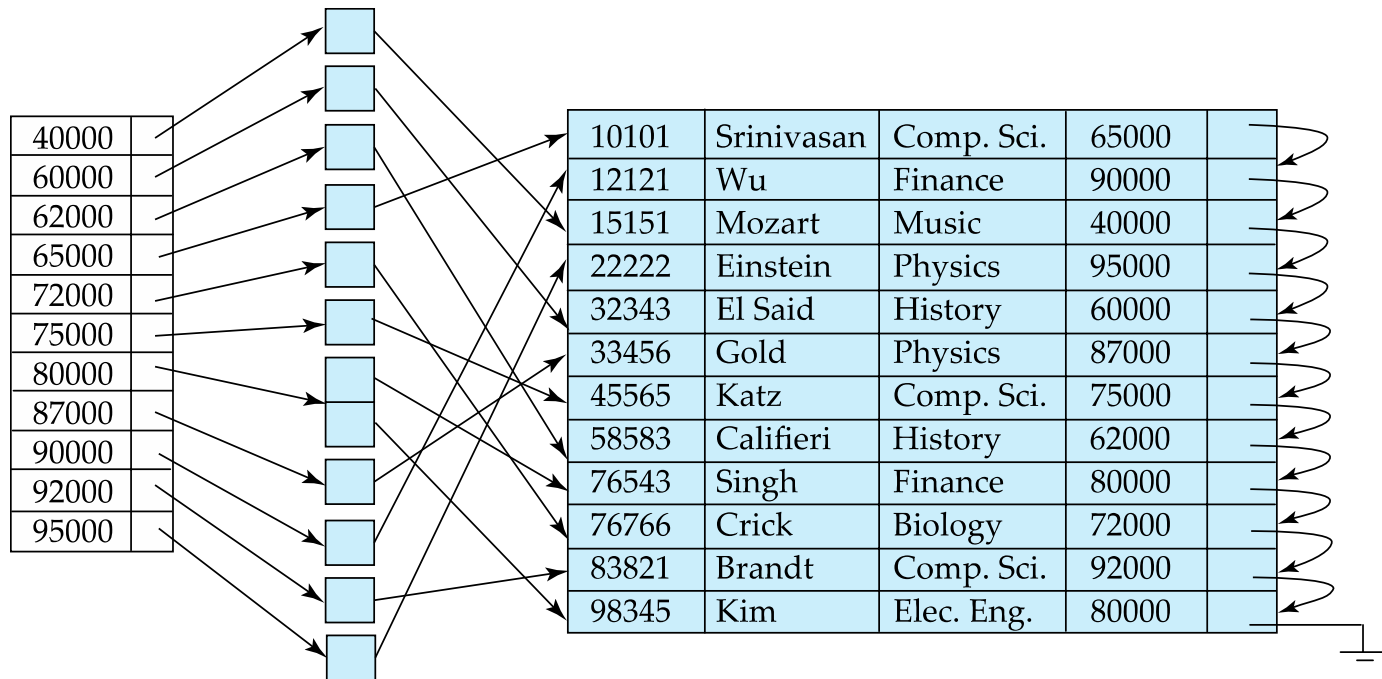 40000
60000
62000
65000
72000
75000
80000
87000
90000
92000
95000
10101 Srinivasan Comp. Sci. 65000
12121 Wu Finance 90000
15151 Mozart Music 40000
22222 Einstein Physics 95000
32343 El Said History 60000
33456 Gold Physics 87000
45565 Katz Comp. Sci. 75000
58583 Califieri History 62000
76543 Singh Finance 80000
76766 Crick Biology 72000
83821 Brandt Comp. Sci. 92000
98345 Kim Elec. Eng. 80000